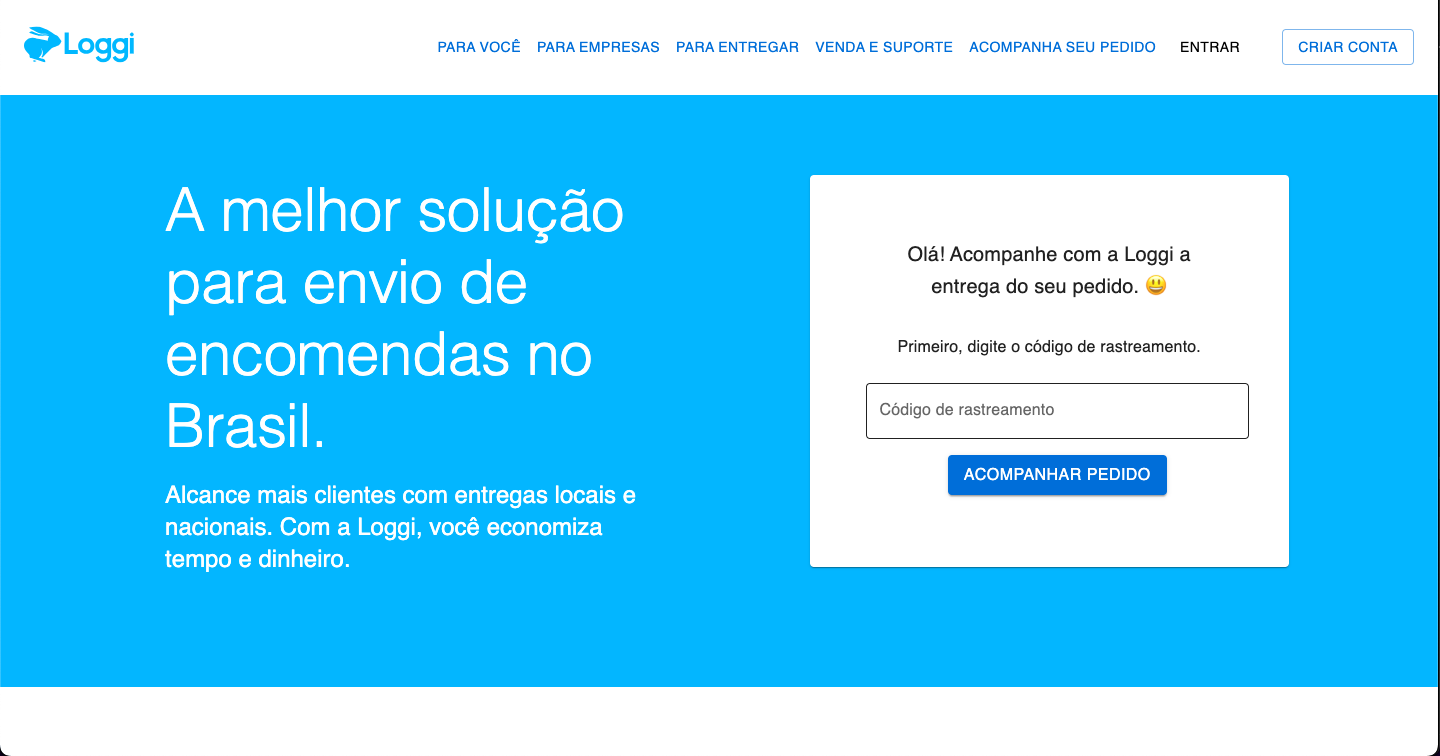 Loggi
PARA VOCÊ
PARA EMPRESAS
PARA ENTREGAR
VENDA E SUPORTE
ACOMPANHA SEU PEDIDO
ENTRAR
CRIAR CONTA
A melhor solução
para envio de
encomendas no
Brasil.
Alcance mais clientes com entregas locais e
nacionais. Com a Loggi, você economiza
tempo e dinheiro.
Olá! Acompanhe com a Loggi a
entrega do seu pedido. 😃
Primeiro, digite o código de rastreamento.
Código de rastreamento
ACOMPANHAR PEDIDO